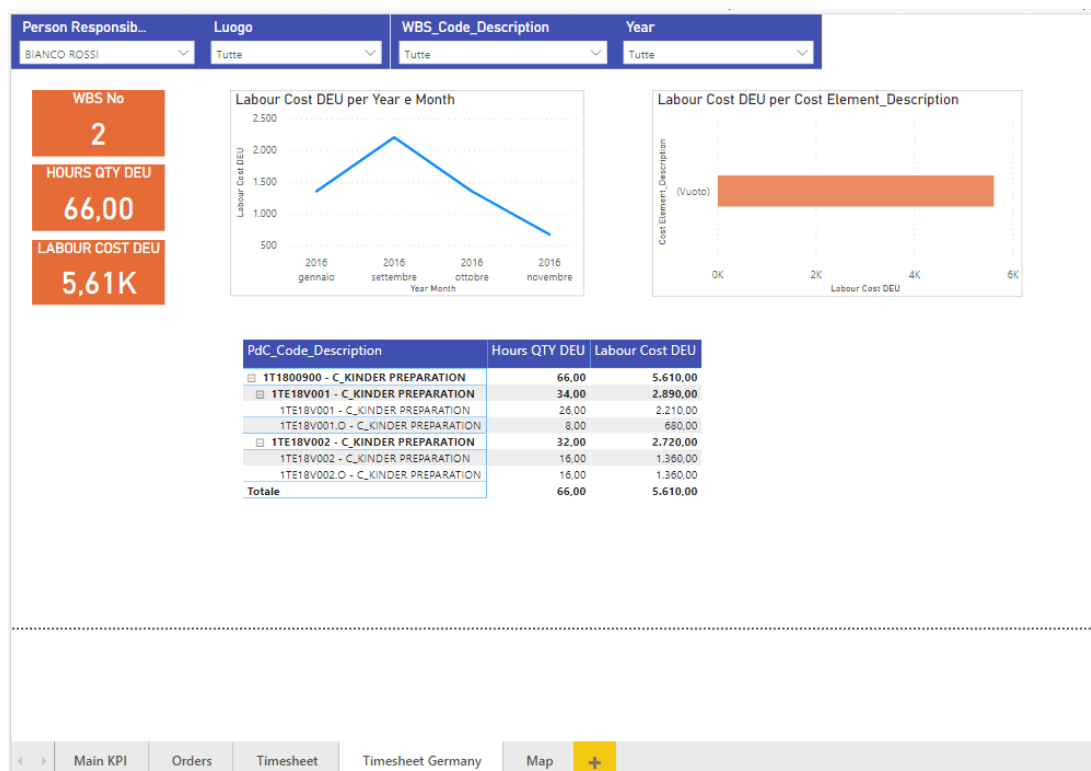 Person Responsib... Luogo WBS_Code_Description Year
BIANCO ROSSI Tutte Tutte Tutte
WBS No
2
HOURS QTY DEU
66,00
LABOUR COST DEU
5,61K
Labour Cost DEU per Year e Month
Labour Cost DEU
2.500
2.000
1.500
1.000
500
2016 2016 2016 2016
gennaio settembre ottobre novembre
Year Month
Labour Cost DEU per Cost Element_Description
Cost Element_Description
(Vuoto)
0K 2K 4K 6K
Labour Cost DEU
PdC_Code_Description Hours QTY DEU Labour Cost DEU
1T1800900 - C_KINDER PREPARATION 66,00 5.610,00
1TE18V001 - C_KINDER PREPARATION 34,00 2.890,00
1TE18V001 - C_KINDER PREPARATION 26,00 2.210,00
1TE18V001.O - C_KINDER PREPARATION 8,00 680,00
1TE18V002 - C_KINDER PREPARATION 32,00 2.720,00
1TE18V002 - C_KINDER PREPARATION 16,00 1.360,00
1TE18V002.O - C_KINDER PREPARATION 16,00 1.360,00
Totale 66,00 5.610,00
Main KPI Orders Timesheet Timesheet Germany Map +